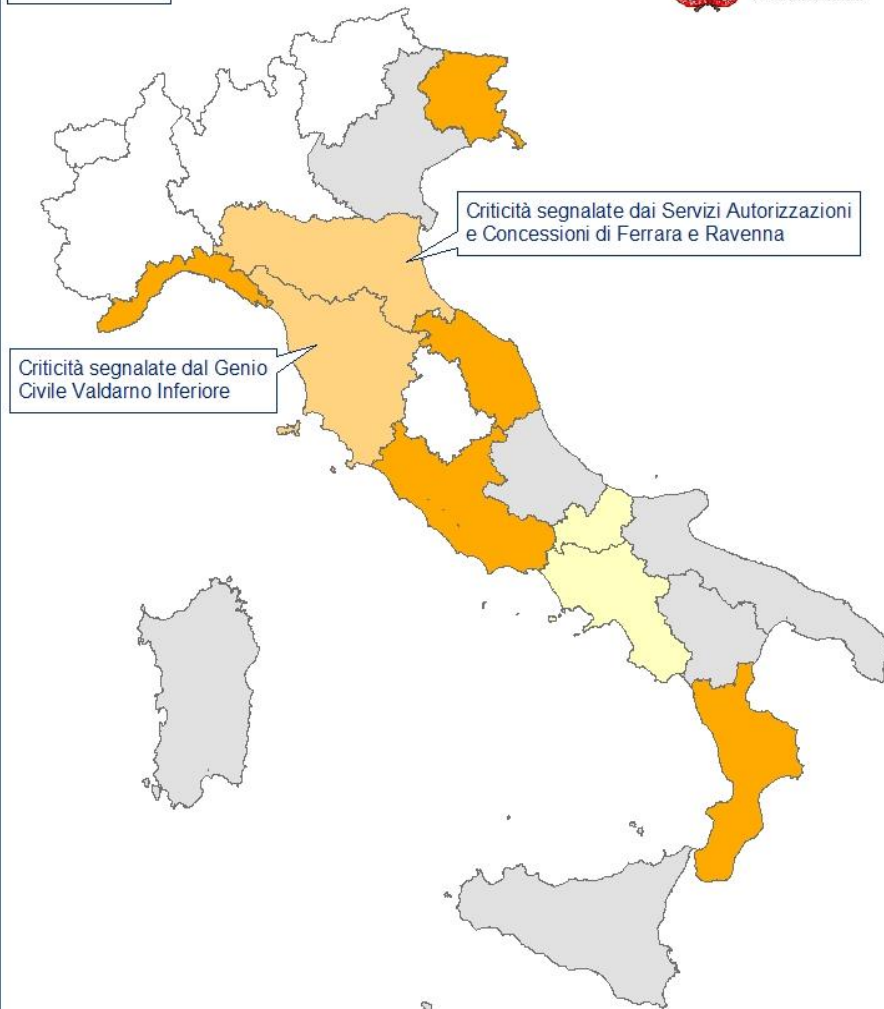 Criticità segnalate dai Servizi Autorizzazioni
e Concessioni di Ferrara e Ravenna
Criticità segnalate dal Genio
Civile Valdarno Inferiore